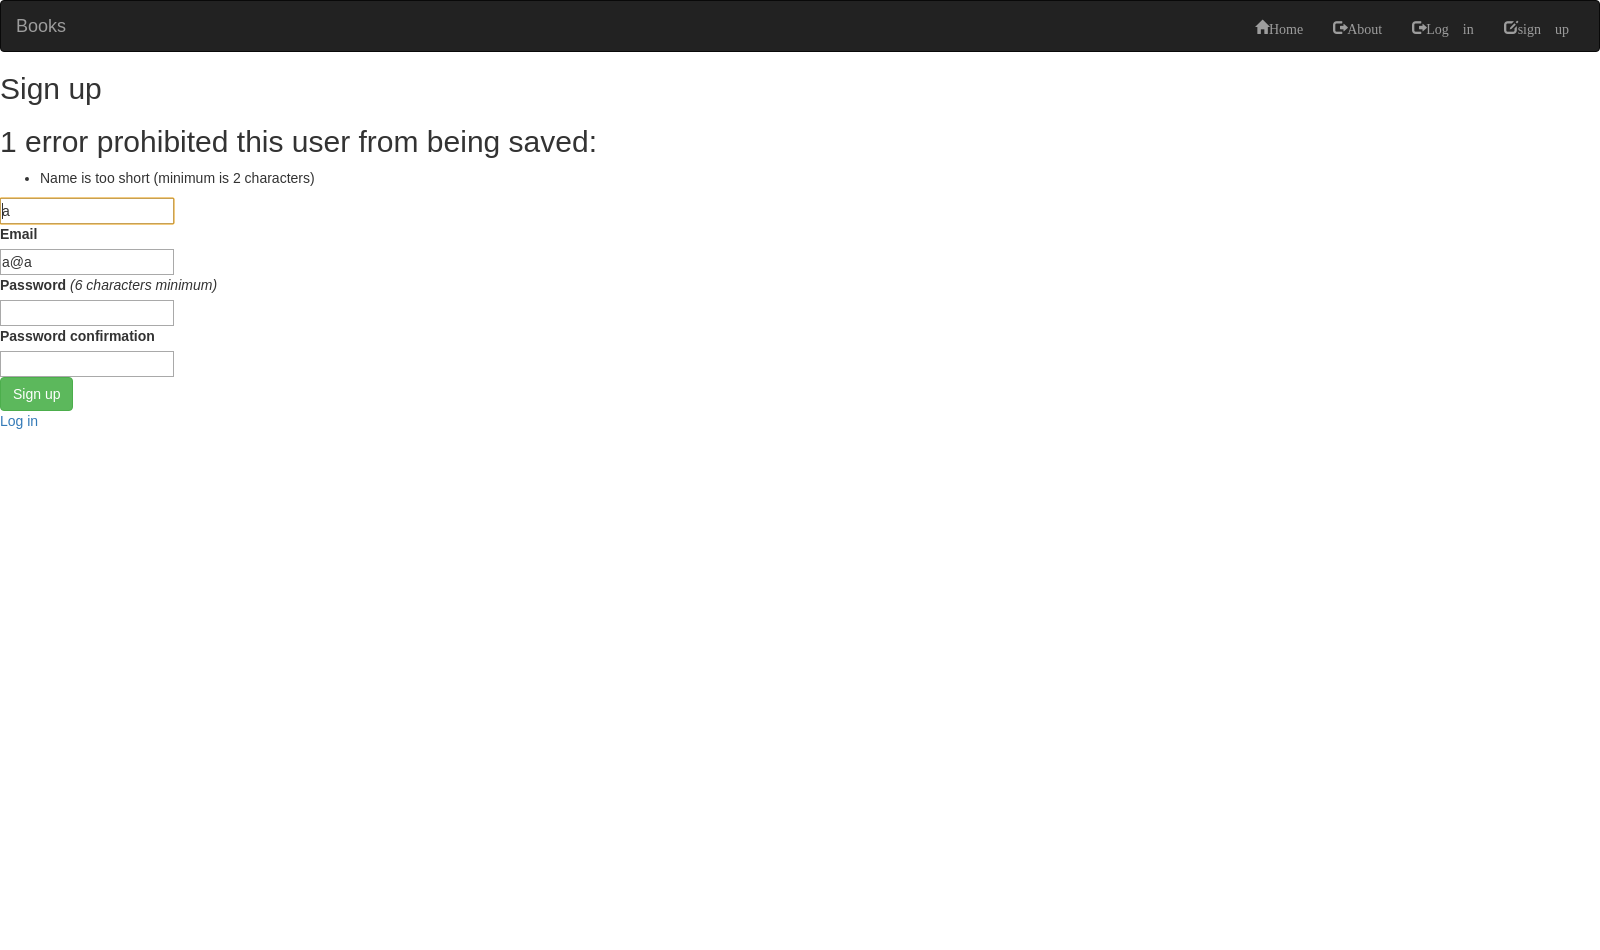 Books
Home About Log in sign up
Sign up
1 error prohibited this user from being saved:
Name is too short (minimum is 2 characters)
a
Email
a@a
Password (6 characters minimum)
Password confirmation
Sign up
Log in